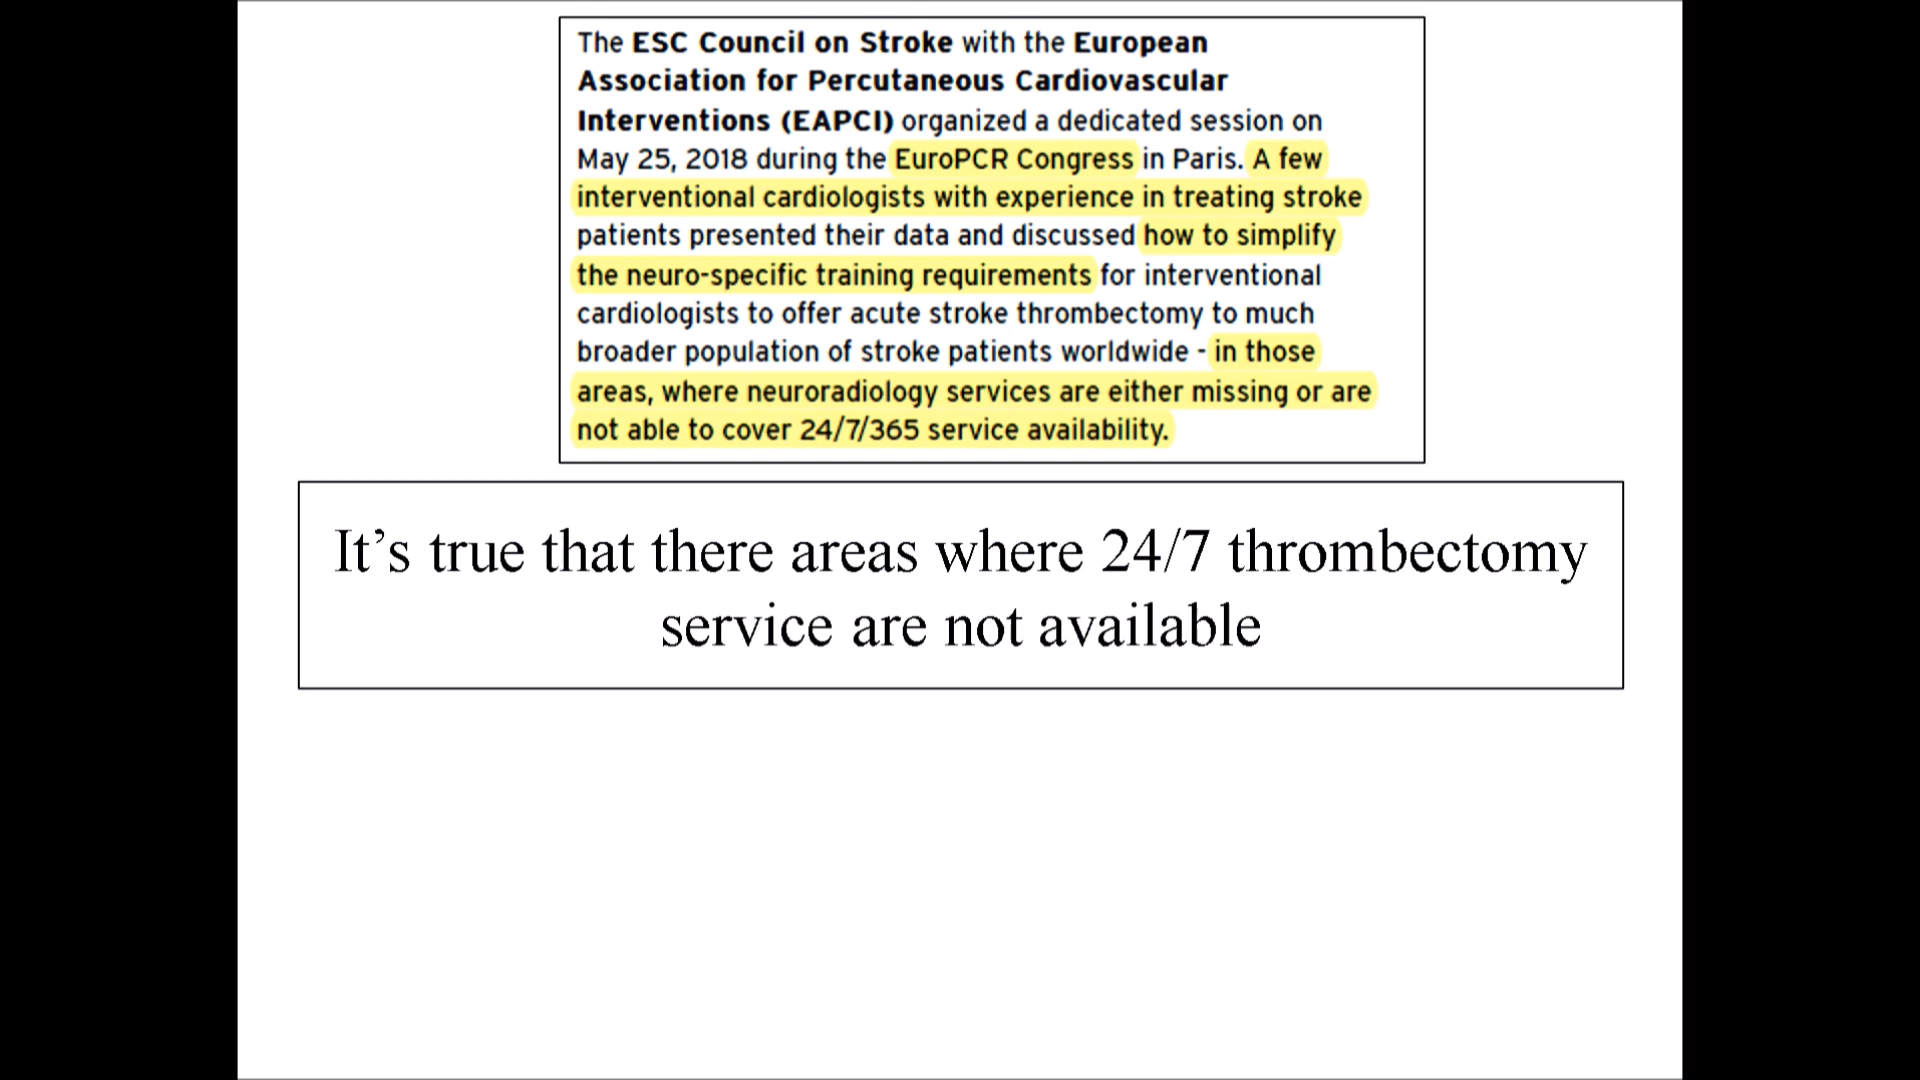 The ESC Council on Stroke with the European
Association for Percutaneous Cardiovascular
Interventions (EAPCI) organized a dedicated session on
May 25, 2018 during the EuroPCR Congress in Paris. A few
interventional cardiologists with experience in treating stroke
patients presented their data and discussed how to simplify
the neuro-specific training requirements for interventional
cardiologists to offer acute stroke thrombectomy to much
broader population of stroke patients worldwide - in those
areas, where neuroradiology services are either missing or are
not able to cover 24/7/365 service availability.
It’s true that there areas where 24/7 thrombectomy
service are not available